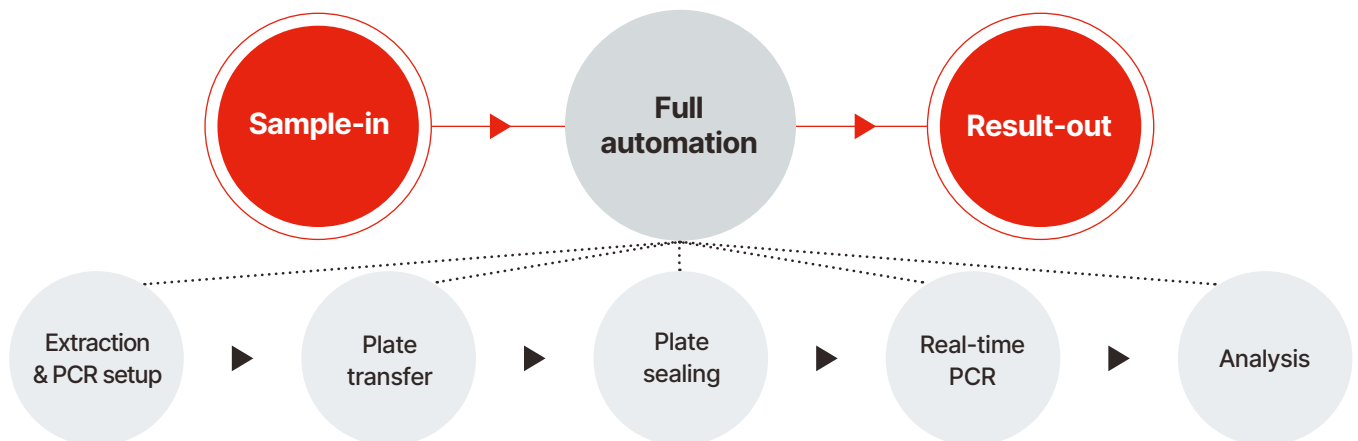 Sample-in
Full
automation
Result-out
Extraction
& PCR setup
Plate
transfer
Plate
sealing
Real-time
PCR
Analysis